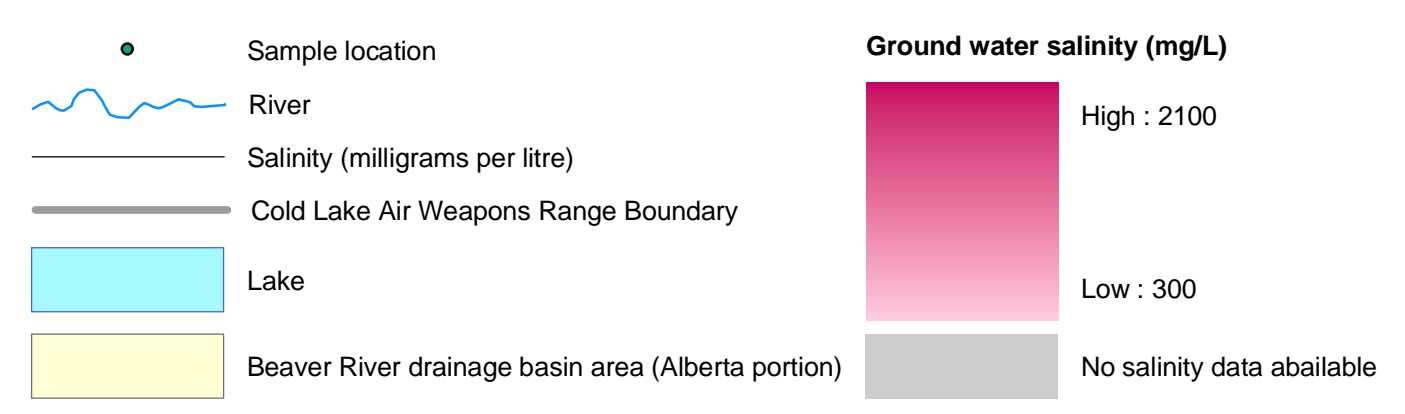 Sample location
River
Salinity (milligrams per litre)
Cold Lake Air Weapons Range Boundary
Lake
Beaver River drainage basin area (Alberta portion)
Ground water salinity (mg/L)
High : 2100
Low : 300
No salinity data abailable